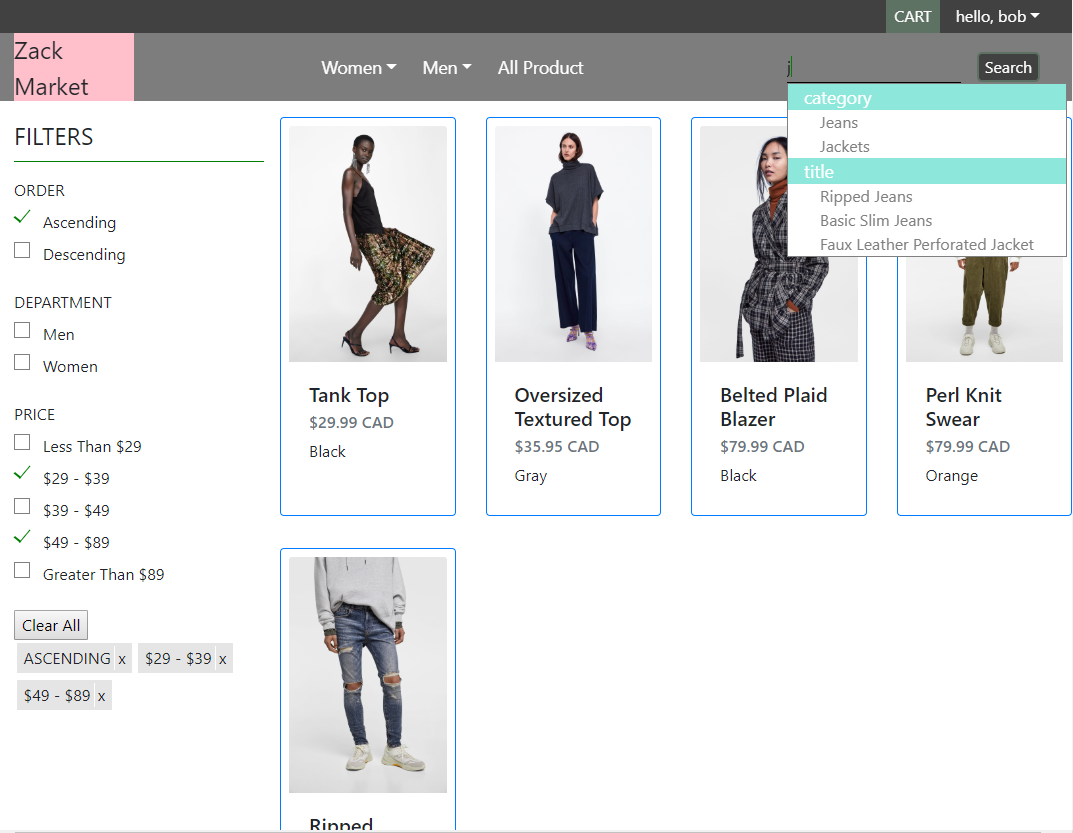 CART
hello, bob
Zack
Market
Women
Men
All Product
j
Search
category
Jeans
Jackets
title
Ripped Jeans
Basic Slim Jeans
Faux Leather Perforated Jacket
FILTERS
ORDER
Ascending
Descending
DEPARTMENT
Men
Women
PRICE
Less Than $29
$29 - $39
$39 - $49
$49 - $89
Greater Than $89
Clear All
ASCENDING x
$29 - $39 x
$49 - $89 x
Tank Top
$29.99 CAD
Black
Oversized
Textured Top
$35.95 CAD
Gray
Belted Plaid
Blazer
$79.99 CAD
Black
Perl Knit
Swear
$79.99 CAD
Orange
Ripped